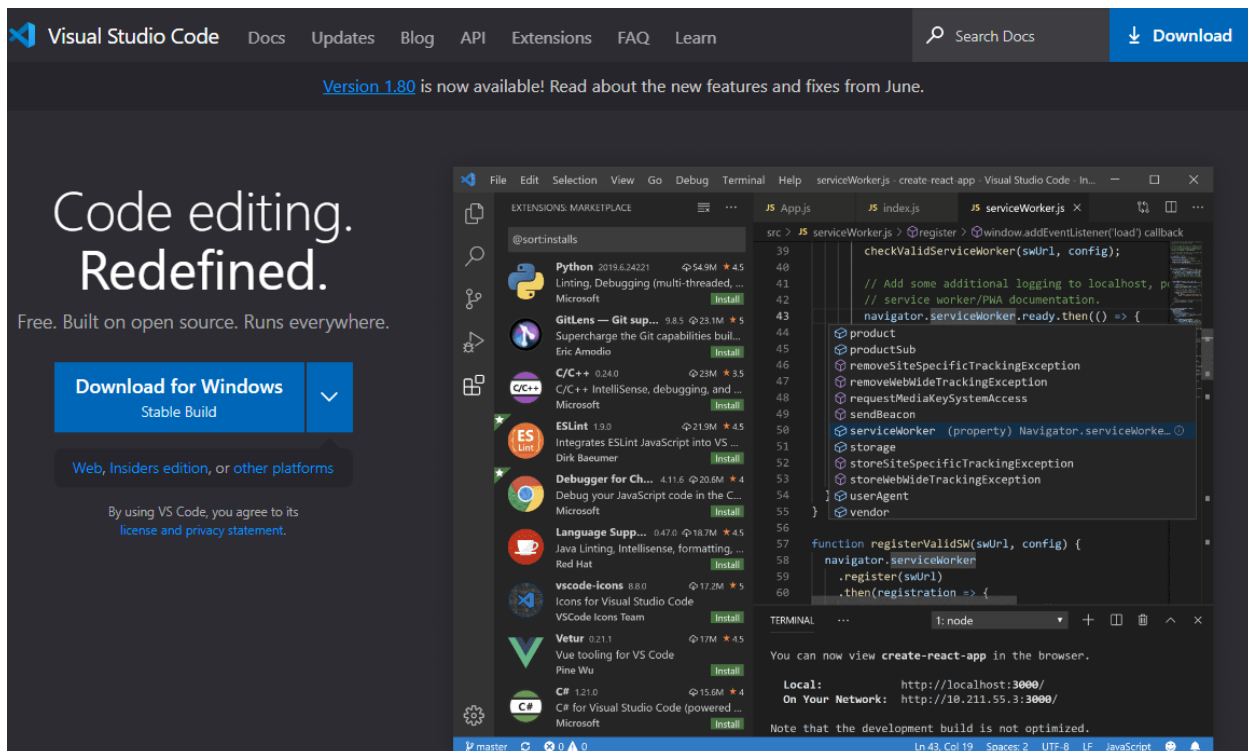 Visual Studio Code Docs Updates Blog API Extensions FAQ Learn Search Docs Download
Version 1.80 is now available! Read about the new features and fixes from June.
Code editing.
Redefined.
Free. Built on open source. Runs everywhere.
Download for Windows
Stable Build
Web, Insiders edition, or other platforms
By using VS Code, you agree to its
license and privacy statement.
File Edit Selection View Go Debug Terminal Help serviceWorker.js - create-react-app - Visual Studio Code - In...
EXTENSIONS: MARKETPLACE
@sort:installs
Python 2019.6.24221 54.9M ★ 4.5
Linting, Debugging (multi-threaded, ...
Microsoft Install
GitLens — Git sup... 9.8.5 23.1M ★ 5
Supercharge the Git capabilities buil...
Eric Amodio Install
C/C++ 0.24.0 23M ★ 3.5
C/C++ IntelliSense, debugging, and ...
Microsoft Install
ESLint 1.9.0 21.9M ★ 4.5
Integrates ESLint JavaScript into VS ...
Dirk Baeumer Install
Debugger for Ch... 4.11.6 20.6M ★ 4
Debug your JavaScript code in the C...
Microsoft Install
Language Supp... 0.47.0 18.7M ★ 4.5
Java Linting, Intellisense, formatting, ...
Red Hat Install
vscode-icons 8.8.0 17.2M ★ 5
Icons for Visual Studio Code
VSCode Icons Team Install
Vetur 0.21.1 17M ★ 4.5
Vue tooling for VS Code
Pine Wu Install
C# 1.21.0 15.6M ★ 4
C# for Visual Studio Code (powered ...
Microsoft Install
C/C++
ES
Lint
C#
JS App.js JS index.js JS serviceWorker.js
src > JS serviceWorker.js > register > window.addEventListener('load') callback
39 checkValidServiceWorker(swUrl, config);
40
41 // Add some additional logging to localhost, po
42 // service worker/PWA documentation.
43 navigator.serviceWorker.ready.then(() => {
44 product
45 productSub
46 removeSiteSpecificTrackingException
47 removeWebWideTrackingException
48 requestMediaKeySystemAccess
49 sendBeacon
50 serviceWorker (property) Navigator.serviceWorke...
51 storage
52 storeSiteSpecificTrackingException
53 storeWebWideTrackingException
54 } userAgent
55 } vendor
56
57 function registerValidSW(swUrl, config) {
58 navigator.serviceWorker
59 .register(swUrl)
60 .then(registration => {
TERMINAL ... 1: node
You can now view create-react-app in the browser.
Local: http://localhost:3000/
On Your Network: http://10.211.55.3:3000/
Note that the development build is not optimized.
master 0 0 Ln 43, Col 19 Spaces: 2 UTF-8 LF JavaScript